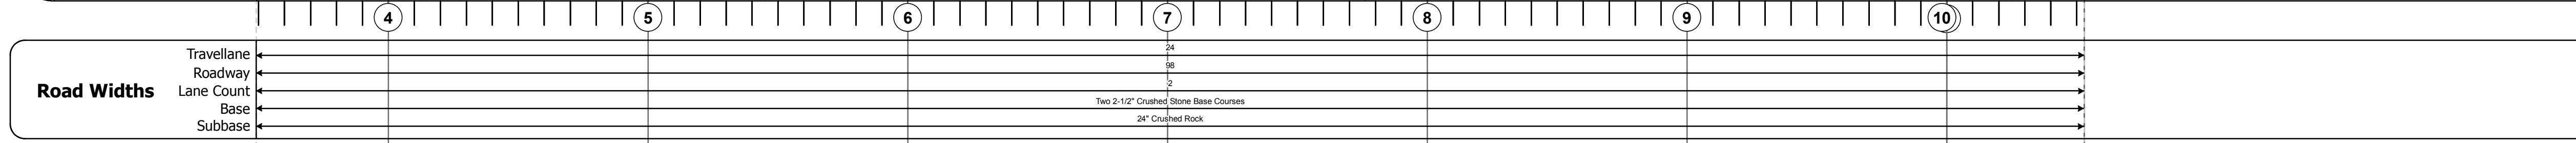 4 5 6 7 8 9 10
Travellane 24
Roadway 98
Road Widths Lane Count 2
Base Two 2-1/2" Crushed Stone Base Courses
Subbase 24" Crushed Rock